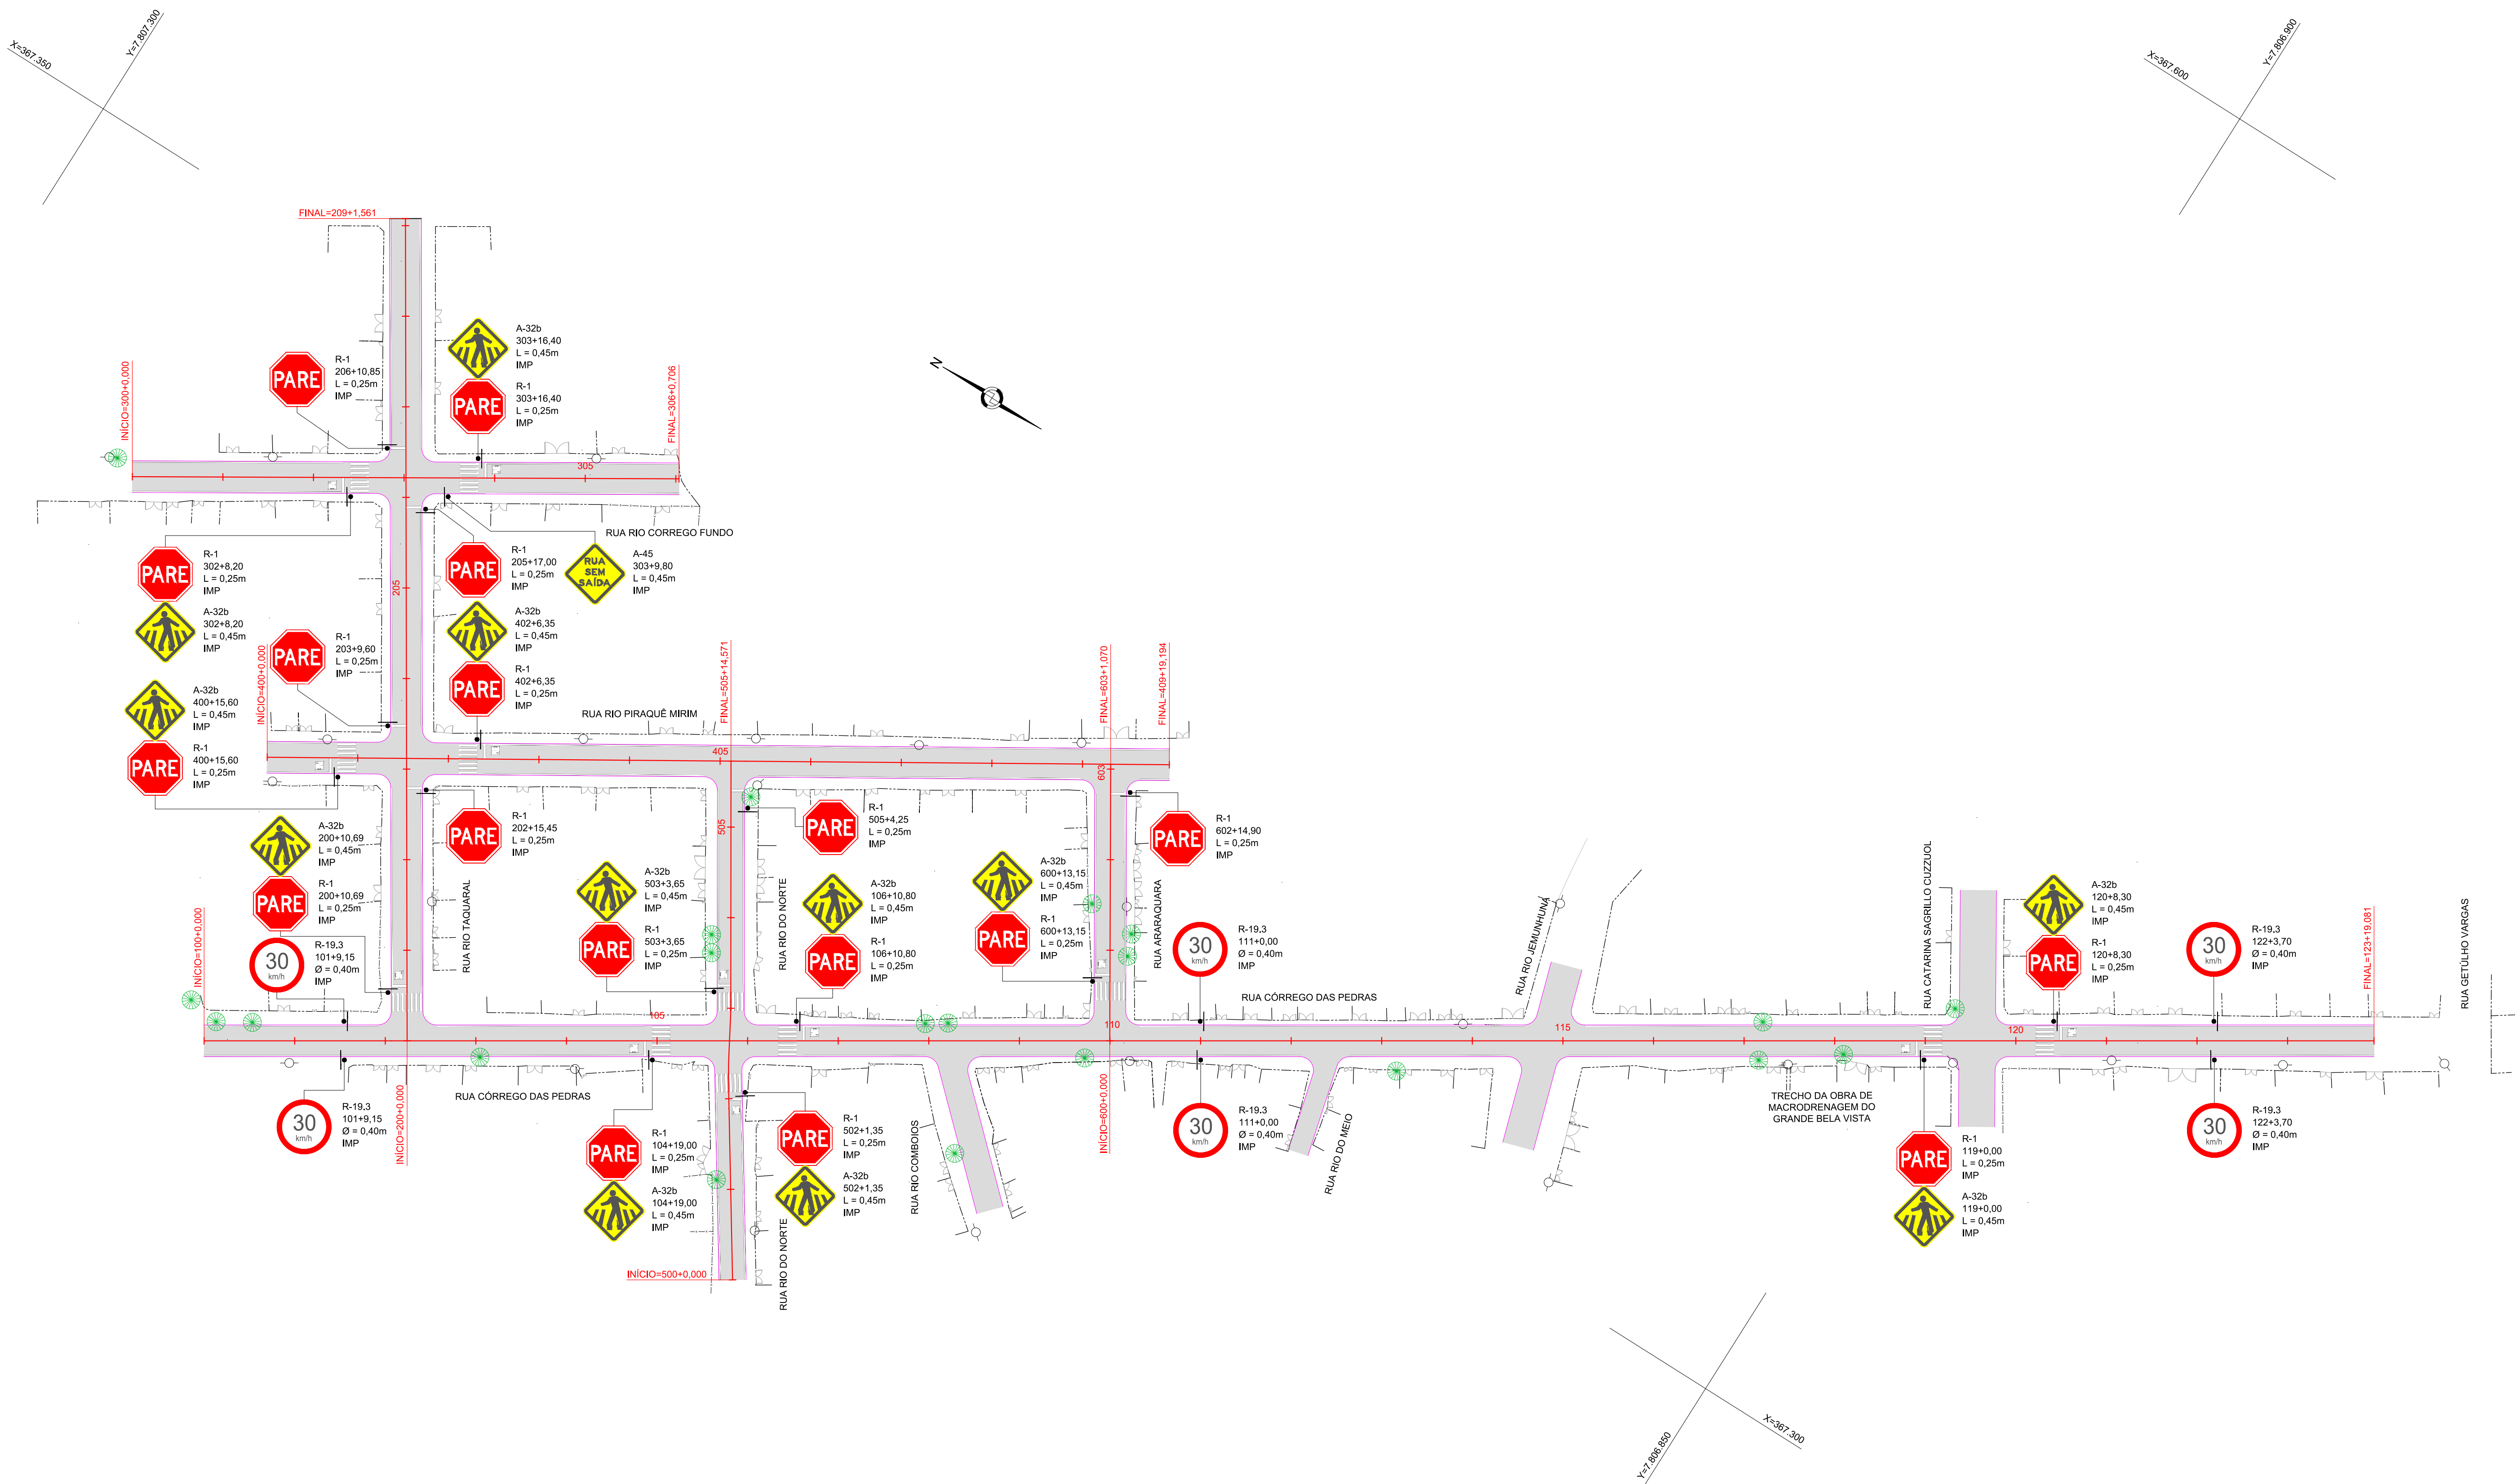 X=367.350
Y=7.807.300
X=367.600
Y=7.806.900
FINAL=209+1,561
INÍCIO=300+0,000
PARE
R-1
206+10,85
L = 0,25m
IMP
A-32b
303+16,40
L = 0,45m
IMP
PARE
R-1
303+16,40
L = 0,25m
IMP
FINAL=306+0,706
N
305
RUA RIO CORREGO FUNDO
PARE
R-1
302+8,20
L = 0,25m
IMP
A-32b
302+8,20
L = 0,45m
IMP
205
PARE
R-1
205+17,00
L = 0,25m
IMP
RUA
SEM
SAÍDA
A-45
303+9,80
L = 0,45m
IMP
PARE
R-1
203+9,60
L = 0,25m
IMP
A-32b
402+6,35
L = 0,45m
IMP
PARE
R-1
402+6,35
L = 0,25m
IMP
A-32b
400+15,60
L = 0,45m
IMP
PARE
R-1
400+15,60
L = 0,25m
IMP
INÍCIO=400+0,000
RUA RIO PIRAQUÊ MIRIM
FINAL=505+14,571
405
FINAL=603+1,070
FINAL=409+19,194
603
A-32b
200+10,69
L = 0,45m
IMP
PARE
R-1
200+10,69
L = 0,25m
IMP
PARE
R-1
202+15,45
L = 0,25m
IMP
505
PARE
R-1
505+4,25
L = 0,25m
IMP
PARE
R-1
602+14,90
L = 0,25m
IMP
INÍCIO=100+0,000
30
km/h
R-19.3
101+9,15
Ø = 0,40m
IMP
RUA RIO TAQUARAL
A-32b
503+3,65
L = 0,45m
IMP
PARE
R-1
503+3,65
L = 0,25m
IMP
RUA RIO DO NORTE
A-32b
106+10,80
L = 0,45m
IMP
PARE
R-1
106+10,80
L = 0,25m
IMP
A-32b
600+13,15
L = 0,45m
IMP
PARE
R-1
600+13,15
L = 0,25m
IMP
RUA ARARAQUARA
30
km/h
R-19.3
111+0,00
Ø = 0,40m
IMP
RUA CÓRREGO DAS PEDRAS
RUA RIO JEMUNHUNA
RUA CATARINA SAGRILLO CUZZUOL
A-32b
120+8,30
L = 0,45m
IMP
PARE
R-1
120+8,30
L = 0,25m
IMP
30
km/h
R-19.3
122+3,70
Ø = 0,40m
IMP
FINAL=123+19,081
RUA GETÚLHO VARGAS
105
110
115
120
30
km/h
R-19.3
101+9,15
Ø = 0,40m
IMP
INÍCIO=200+0,000
RUA CÓRREGO DAS PEDRAS
PARE
R-1
104+19,00
L = 0,25m
IMP
A-32b
104+19,00
L = 0,45m
IMP
PARE
R-1
502+1,35
L = 0,25m
IMP
A-32b
502+1,35
L = 0,45m
IMP
RUA RIO DO NORTE
INÍCIO=500+0,000
RUA RIO COMBOIOS
INÍCIO=600+0,000
30
km/h
R-19.3
111+0,00
Ø = 0,40m
IMP
RUA RIO DO MEIO
TRECHO DA OBRA DE
MACRODRENAGEM DO
GRANDE BELA VISTA
PARE
R-1
119+0,00
L = 0,25m
IMP
A-32b
119+0,00
L = 0,45m
IMP
30
km/h
R-19.3
122+3,70
Ø = 0,40m
IMP
Y=7.806.850
X=367.300